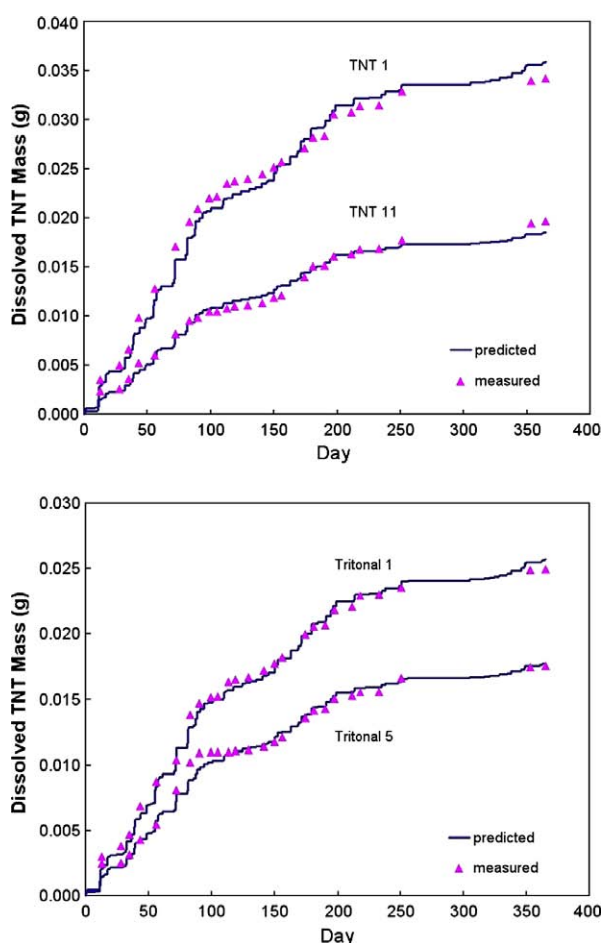 0.040
0.035
0.030
0.025
0.020
0.015
0.010
0.005
0.000
Dissolved TNT Mass (g)
TNT 1
TNT 11
predicted
measured
0 50 100 150 200 250 300 350 400
Day
0.030
0.025
0.020
0.015
0.010
0.005
0.000
Dissolved TNT Mass (g)
Tritonal 1
Tritonal 5
predicted
measured
0 50 100 150 200 250 300 350 400
Day